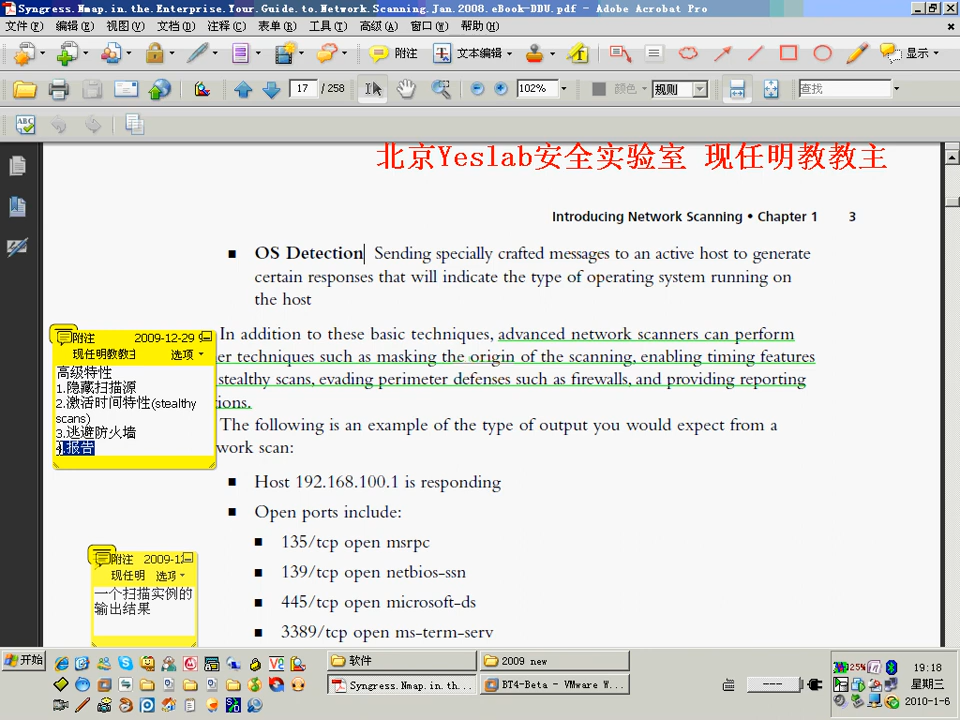 Syngress.Nmap.in.the.Enterprise.Your.Guide.to.Network.Scanning.Jan.2008.eBook-DDU.pdf - Adobe Acrobat Pro
文件(F) 编辑(E) 视图(V) 文档(D) 注释(C) 表单(R) 工具(T) 高级(A) 窗口(W) 帮助(H)
附注 文本编辑 显示
17 / 258 102% 颜色 规则 查找
北京Yeslab安全实验室 现任明教教主
Introducing Network Scanning • Chapter 1 3
■ OS Detection Sending specially crafted messages to an active host to generate
certain responses that will indicate the type of operating system running on
the host
In addition to these basic techniques, advanced network scanners can perform
er techniques such as masking the origin of the scanning, enabling timing features
stealthy scans, evading perimeter defenses such as firewalls, and providing reporting
ions.
The following is an example of the type of output you would expect from a
work scan:
■ Host 192.168.100.1 is responding
■ Open ports include:
■ 135/tcp open msrpc
■ 139/tcp open netbios-ssn
■ 445/tcp open microsoft-ds
■ 3389/tcp open ms-term-serv
附注 2009-12-29 9
现任明教教主 选项
高级特性
1.隐藏扫描源
2.激活时间特性(stealthy
scans)
3.逃避防火墙
4.报告
附注 2009-12
现任明 选项
一个扫描实例的
输出结果
开始 软件 2009 new
Syngress.Nmap.in.th... BT4-Beta - VMware W...
25%
19:18
星期三
2010-1-6